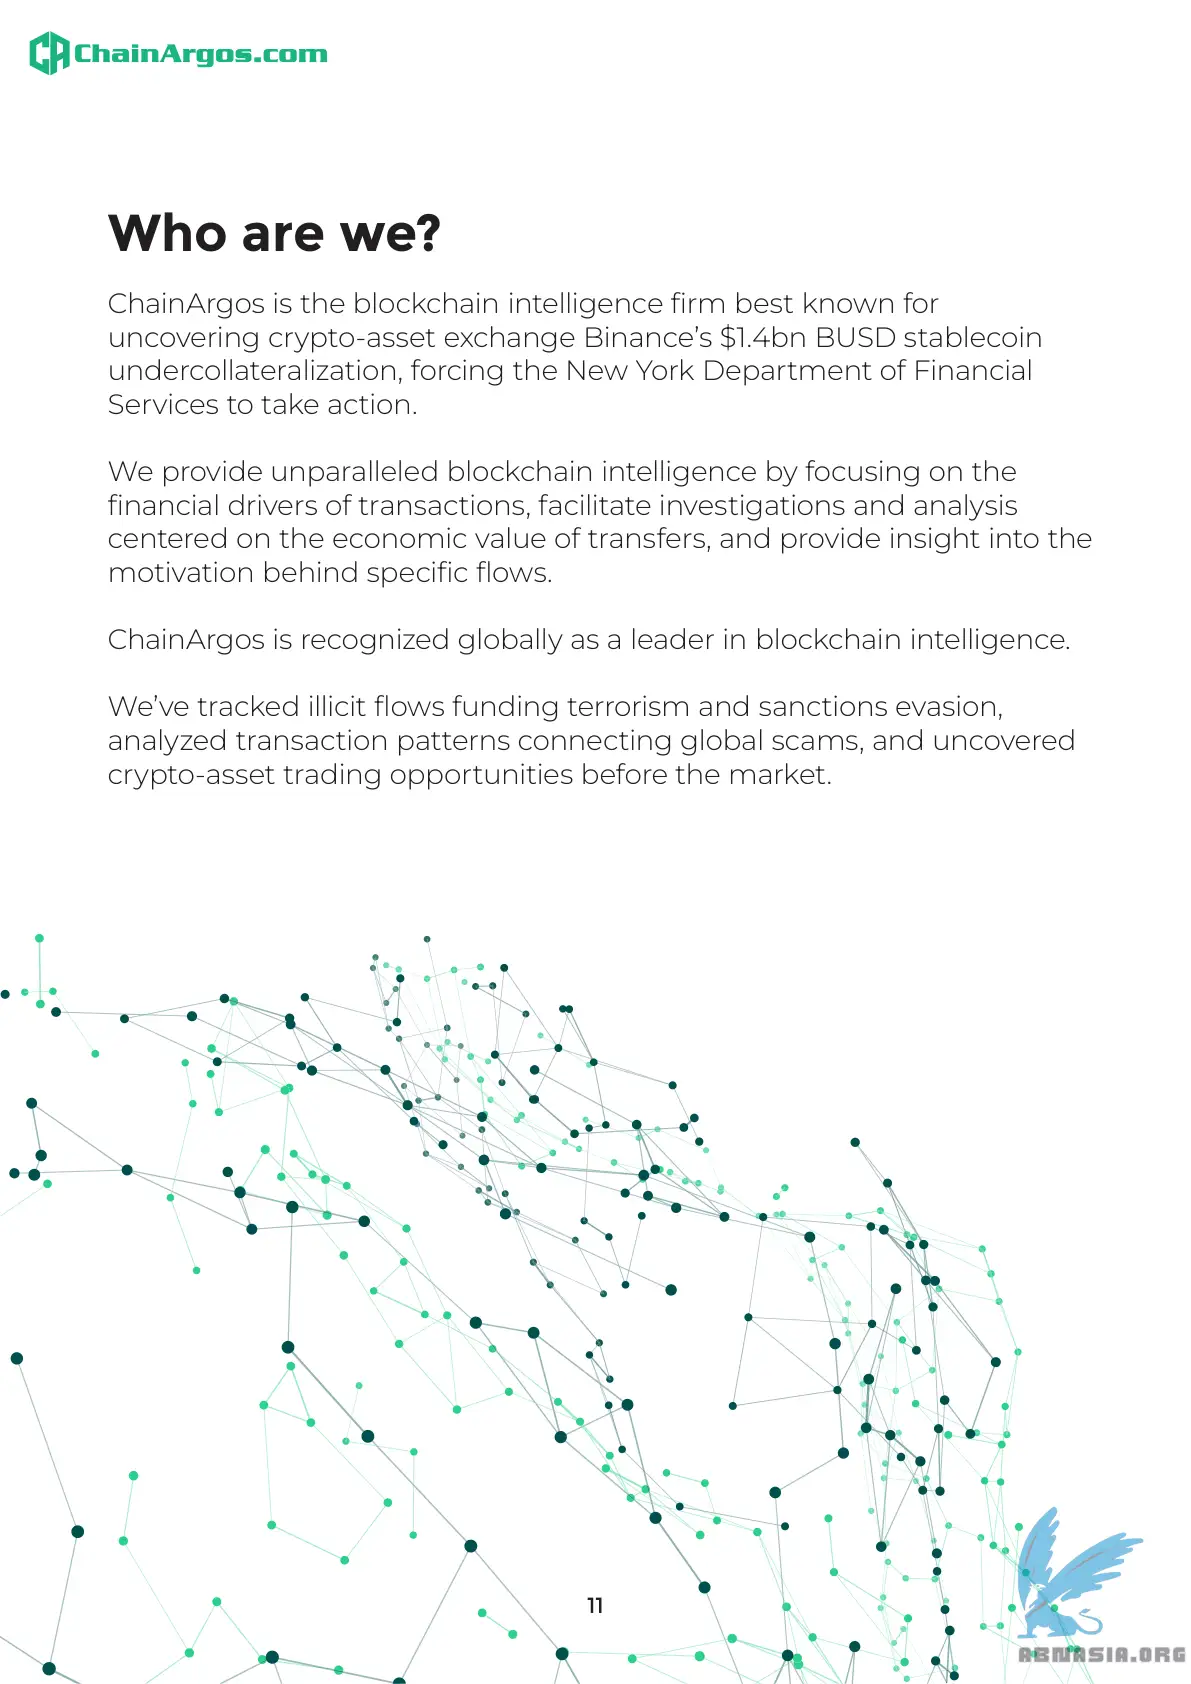 ChainArgos.com
Who are we?
ChainArgos is the blockchain intelligence firm best known for
uncovering crypto-asset exchange Binance's $1.4bn BUSD stablecoin
undercollateralization, forcing the New York Department of Financial
Services to take action.
We provide unparalleled blockchain intelligence by focusing on the
financial drivers of transactions, facilitate investigations and analysis
centered on the economic value of transfers, and provide insight into the
motivation behind specific flows.
ChainArgos is recognized globally as a leader in blockchain intelligence.
We've tracked illicit flows funding terrorism and sanctions evasion,
analyzed transaction patterns connecting global scams, and uncovered
crypto-asset trading opportunities before the market.
11
ABNASIA.ORG